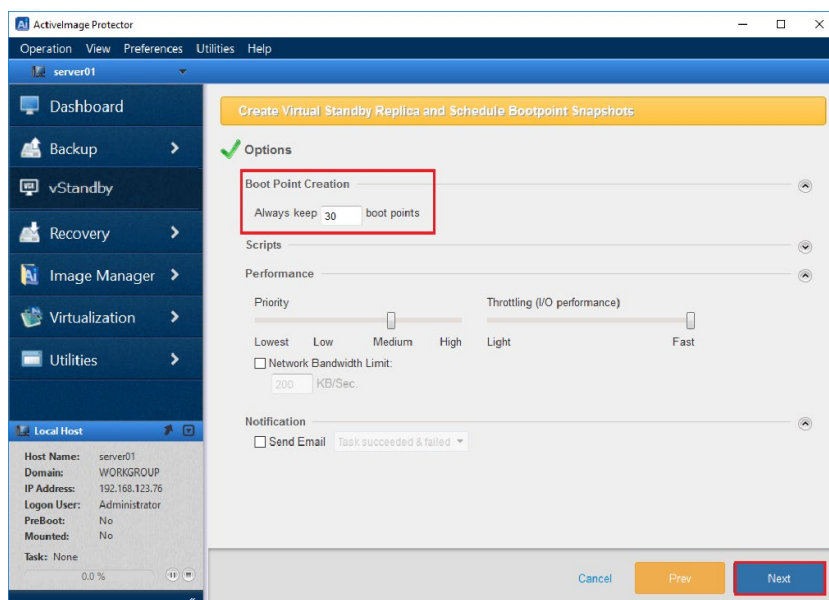 ActiveImage Protector
Operation View Preferences Utilities Help
server01
Dashboard
Backup
vStandby
Recovery
Image Manager
Virtualization
Utilities
Local Host
Host Name: server01
Domain: WORKGROUP
IP Address: 192.168.123.76
Logon User: Administrator
PreBoot: No
Mounted: No
Task: None
0.0 %
Create Virtual Standby Replica and Schedule Bootpoint Snapshots
Options
Boot Point Creation
Always keep 30 boot points
Scripts
Performance
Priority Throttling (I/O performance)
Lowest Low Medium High Light Fast
Network Bandwidth Limit:
200 KB/Sec.
Notification
Send Email Task succeeded & failed
Cancel Prev Next